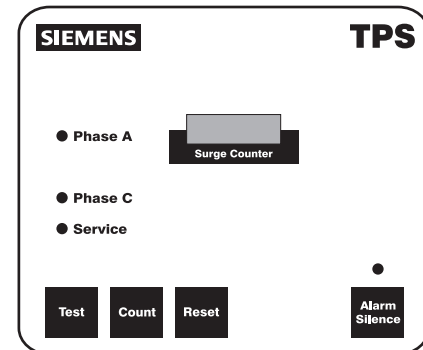 SIEMENS TPS
Phase A
Surge Counter
Phase C
Service
Test Count Reset
Alarm
Silence